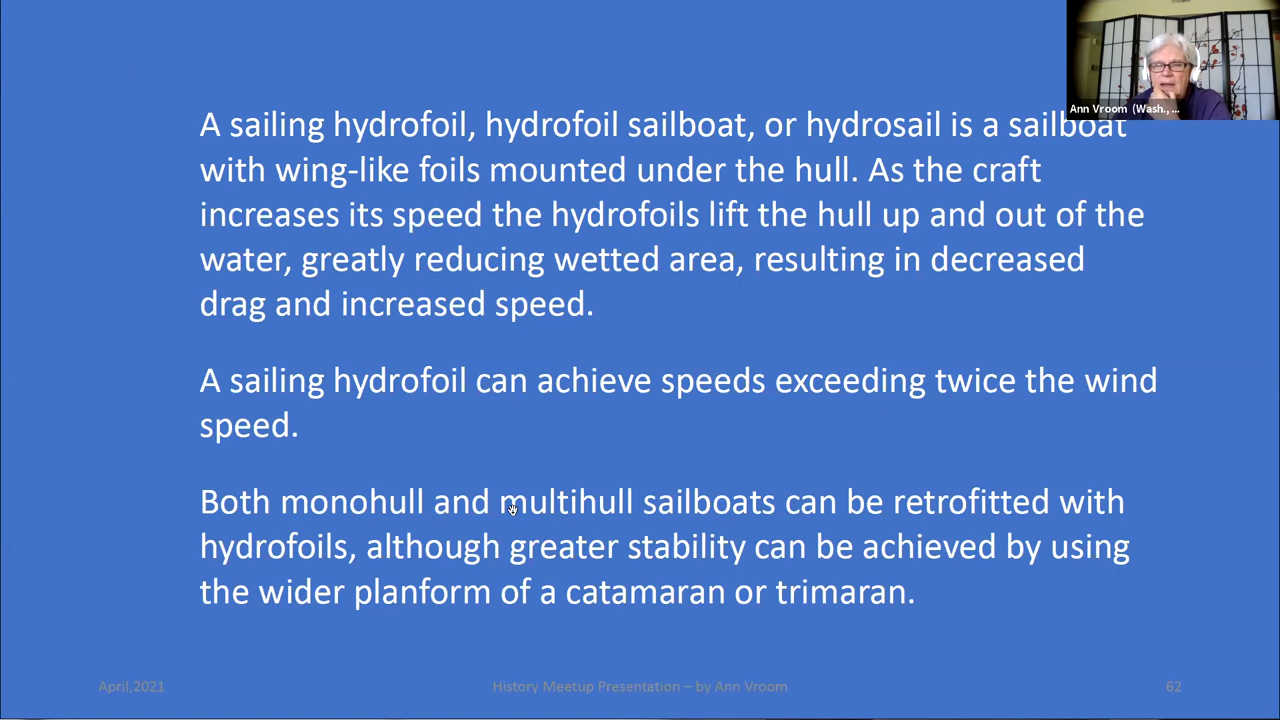 Ann Vroom (Wash., ...
A sailing hydrofoil, hydrofoil sailboat, or hydrosail is a sailboat
with wing-like foils mounted under the hull. As the craft
increases its speed the hydrofoils lift the hull up and out of the
water, greatly reducing wetted area, resulting in decreased
drag and increased speed.
A sailing hydrofoil can achieve speeds exceeding twice the wind
speed.
Both monohull and multihull sailboats can be retrofitted with
hydrofoils, although greater stability can be achieved by using
the wider planform of a catamaran or trimaran.
April,2021 History Meetup Presentation – by Ann Vroom 62